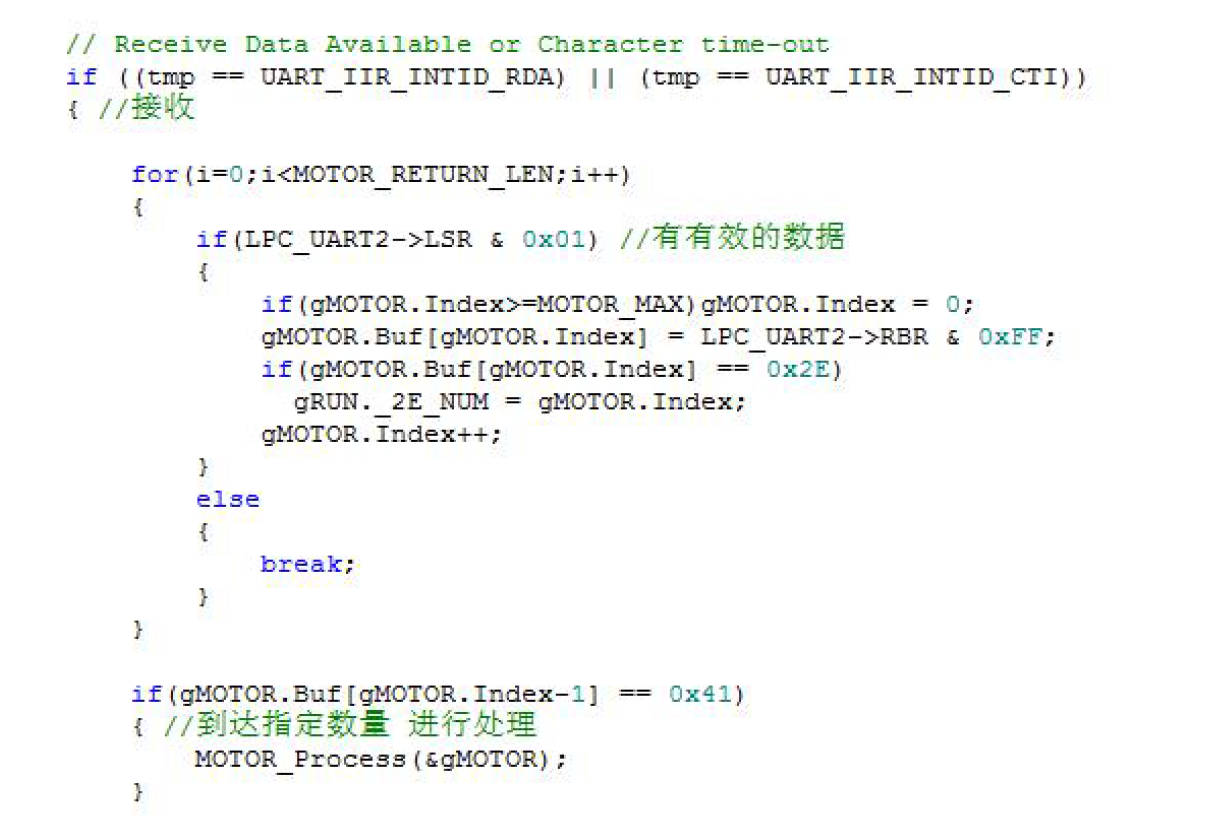 // Receive Data Available or Character time-out
if ((tmp == UART_IIR_INTID_RDA) || (tmp == UART_IIR_INTID_CTI))
{ //接收
for(i=0;i<MOTOR_RETURN_LEN;i++)
{
if(LPC_UART2->LSR & 0x01) //有有效的数据
{
if(gMOTOR.Index>=MOTOR_MAX)gMOTOR.Index = 0;
gMOTOR.Buf[gMOTOR.Index] = LPC_UART2->RBR & 0xFF;
if(gMOTOR.Buf[gMOTOR.Index] == 0x2E)
gRUN._2E_NUM = gMOTOR.Index;
gMOTOR.Index++;
}
else
{
break;
}
}
if(gMOTOR.Buf[gMOTOR.Index-1] == 0x41)
{ //到达指定数量 进行处理
MOTOR_Process(&gMOTOR);
}